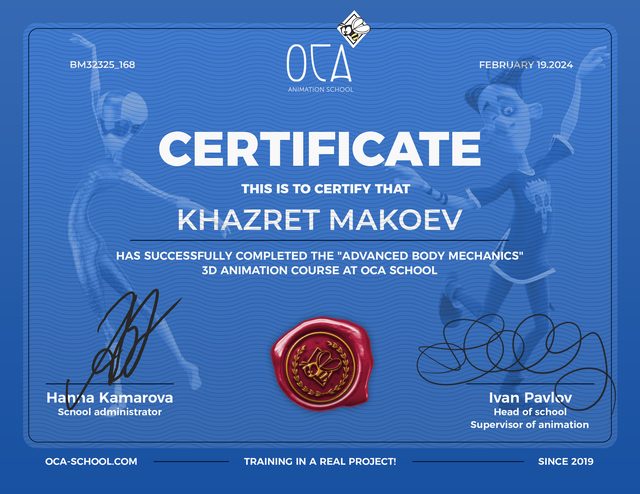 BM32325_168
OCA
ANIMATION SCHOOL
FEBRUARY 19.2024
CERTIFICATE
THIS IS TO CERTIFY THAT
KHAZRET MAKOEV
HAS SUCCESSFULLY COMPLETED THE "ADVANCED BODY MECHANICS"
3D ANIMATION COURSE AT OCA SCHOOL
Hanna Kamarova
School administrator
Ivan Pavlov
Head of school
Supervisor of animation
OCA-SCHOOL.COM
TRAINING IN A REAL PROJECT!
SINCE 2019